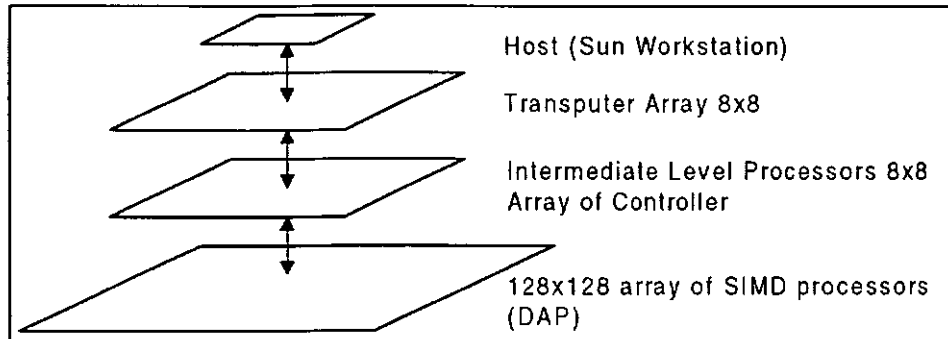 Host (Sun Workstation)
Transputer Array 8x8
Intermediate Level Processors 8x8
Array of Controller
128x128 array of SIMD processors
(DAP)